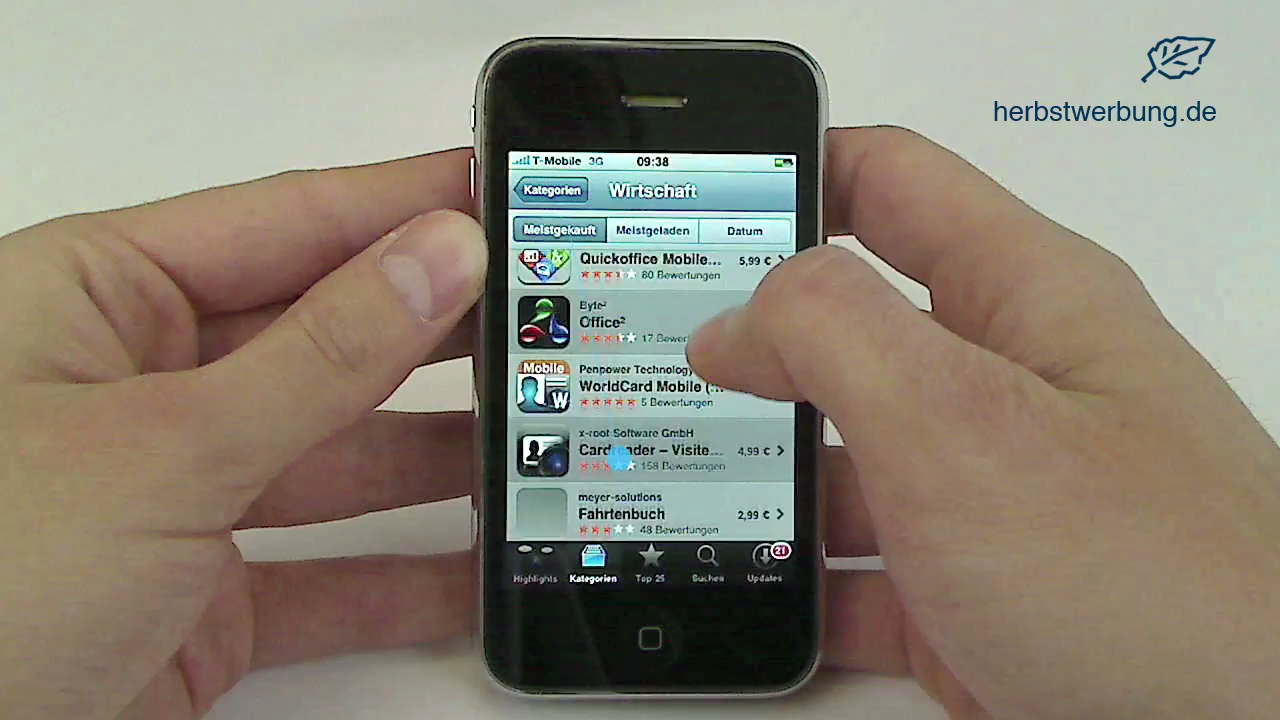 herbstwerbung.de
T-Mobile 3G 09:38
Kategorien Wirtschaft
Meistgekauft Meistgeladen Datum
Quickoffice Mobile... 5,99 €
80 Bewertungen
Byte²
Office²
17 Bewer
Mobile
Penpower Technology
WorldCard Mobile (...
W
5 Bewertungen
x-root Software GmbH
– Visite... 4,99 €
158 Bewertungen
meyer-solutions
Fahrtenbuch 2,99 €
48 Bewertungen
21
Highlights Kategorien Top 25 Suchen Updates